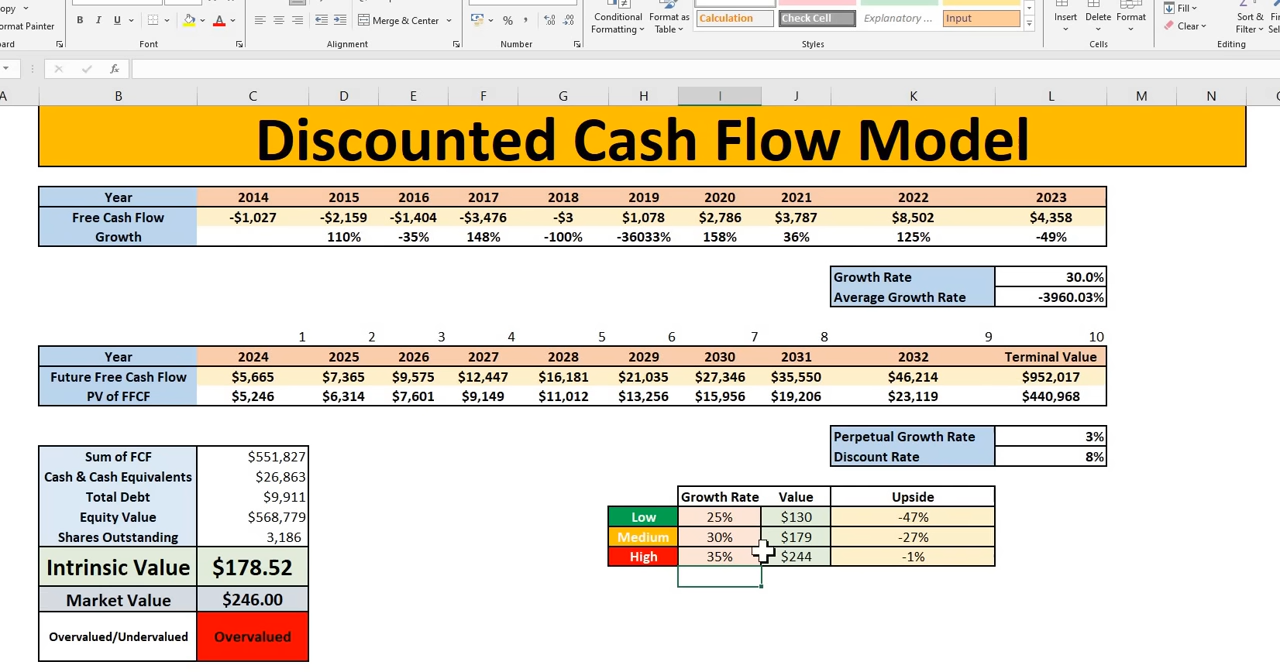 opy
ormat Painter
B I U A
Merge & Center
% ,
Conditional Formatting
Format as Table
Calculation
Check Cell
Explanatory ...
Input
Insert Delete Format
Fill
Clear
Sort & Filter
ard Font Alignment Number Styles Cells Editing
fx
A B C D E F G H I J K L M N
Discounted Cash Flow Model
Year 2014 2015 2016 2017 2018 2019 2020 2021 2022 2023
Free Cash Flow -$1,027 -$2,159 -$1,404 -$3,476 -$3 $1,078 $2,786 $3,787 $8,502 $4,358
Growth 110% -35% 148% -100% -36033% 158% 36% 125% -49%
Growth Rate 30.0%
Average Growth Rate -3960.03%
1 2 3 4 5 6 7 8 9 10
Year 2024 2025 2026 2027 2028 2029 2030 2031 2032 Terminal Value
Future Free Cash Flow $5,665 $7,365 $9,575 $12,447 $16,181 $21,035 $27,346 $35,550 $46,214 $952,017
PV of FFCF $5,246 $6,314 $7,601 $9,149 $11,012 $13,256 $15,956 $19,206 $23,119 $440,968
Perpetual Growth Rate 3%
Discount Rate 8%
Sum of FCF $551,827
Cash & Cash Equivalents $26,863
Total Debt $9,911
Equity Value $568,779
Shares Outstanding 3,186
Intrinsic Value $178.52
Market Value $246.00
Overvalued/Undervalued Overvalued
Growth Rate Value Upside
Low 25% $130 -47%
Medium 30% $179 -27%
High 35% $244 -1%